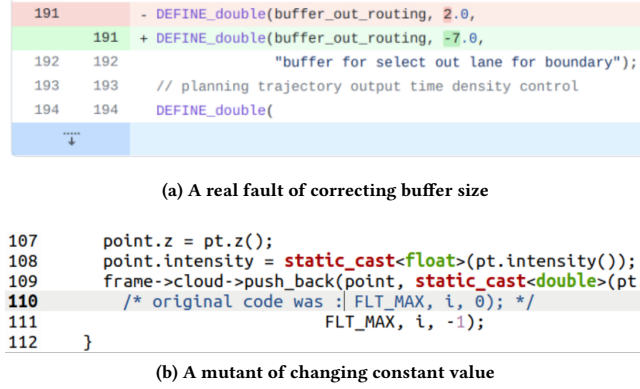 191 - DEFINE_double(buffer_out_routing, 2.0,
191 + DEFINE_double(buffer_out_routing, -7.0,
192 192 "buffer for select out lane for boundary");
193 193 // planning trajectory output time density control
194 194 DEFINE_double(
(a) A real fault of correcting buffer size
107 point.z = pt.z();
108 point.intensity = static_cast<float>(pt.intensity());
109 frame->cloud->push_back(point, static_cast<double>(pt
110 /* original code was : FLT_MAX, i, 0); */
111 FLT_MAX, i, -1);
112 }
(b) A mutant of changing constant value